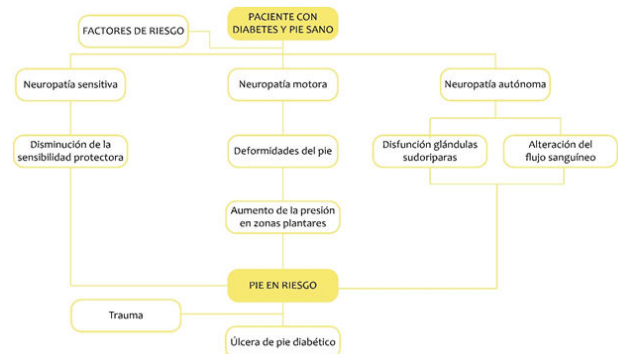 PACIENTE CON
DIABETES Y PIE SANO
FACTORES DE RIESGO
Neuropatía sensitiva
Neuropatía motora
Neuropatía autónoma
Disminución de la
sensibilidad protectora
Deformidades del pie
Disfunción glándulas
sudoriparas
Alteración del
flujo sanguíneo
Aumento de la presión
en zonas plantares
PIE EN RIESGO
Trauma
Úlcera de pie diabético